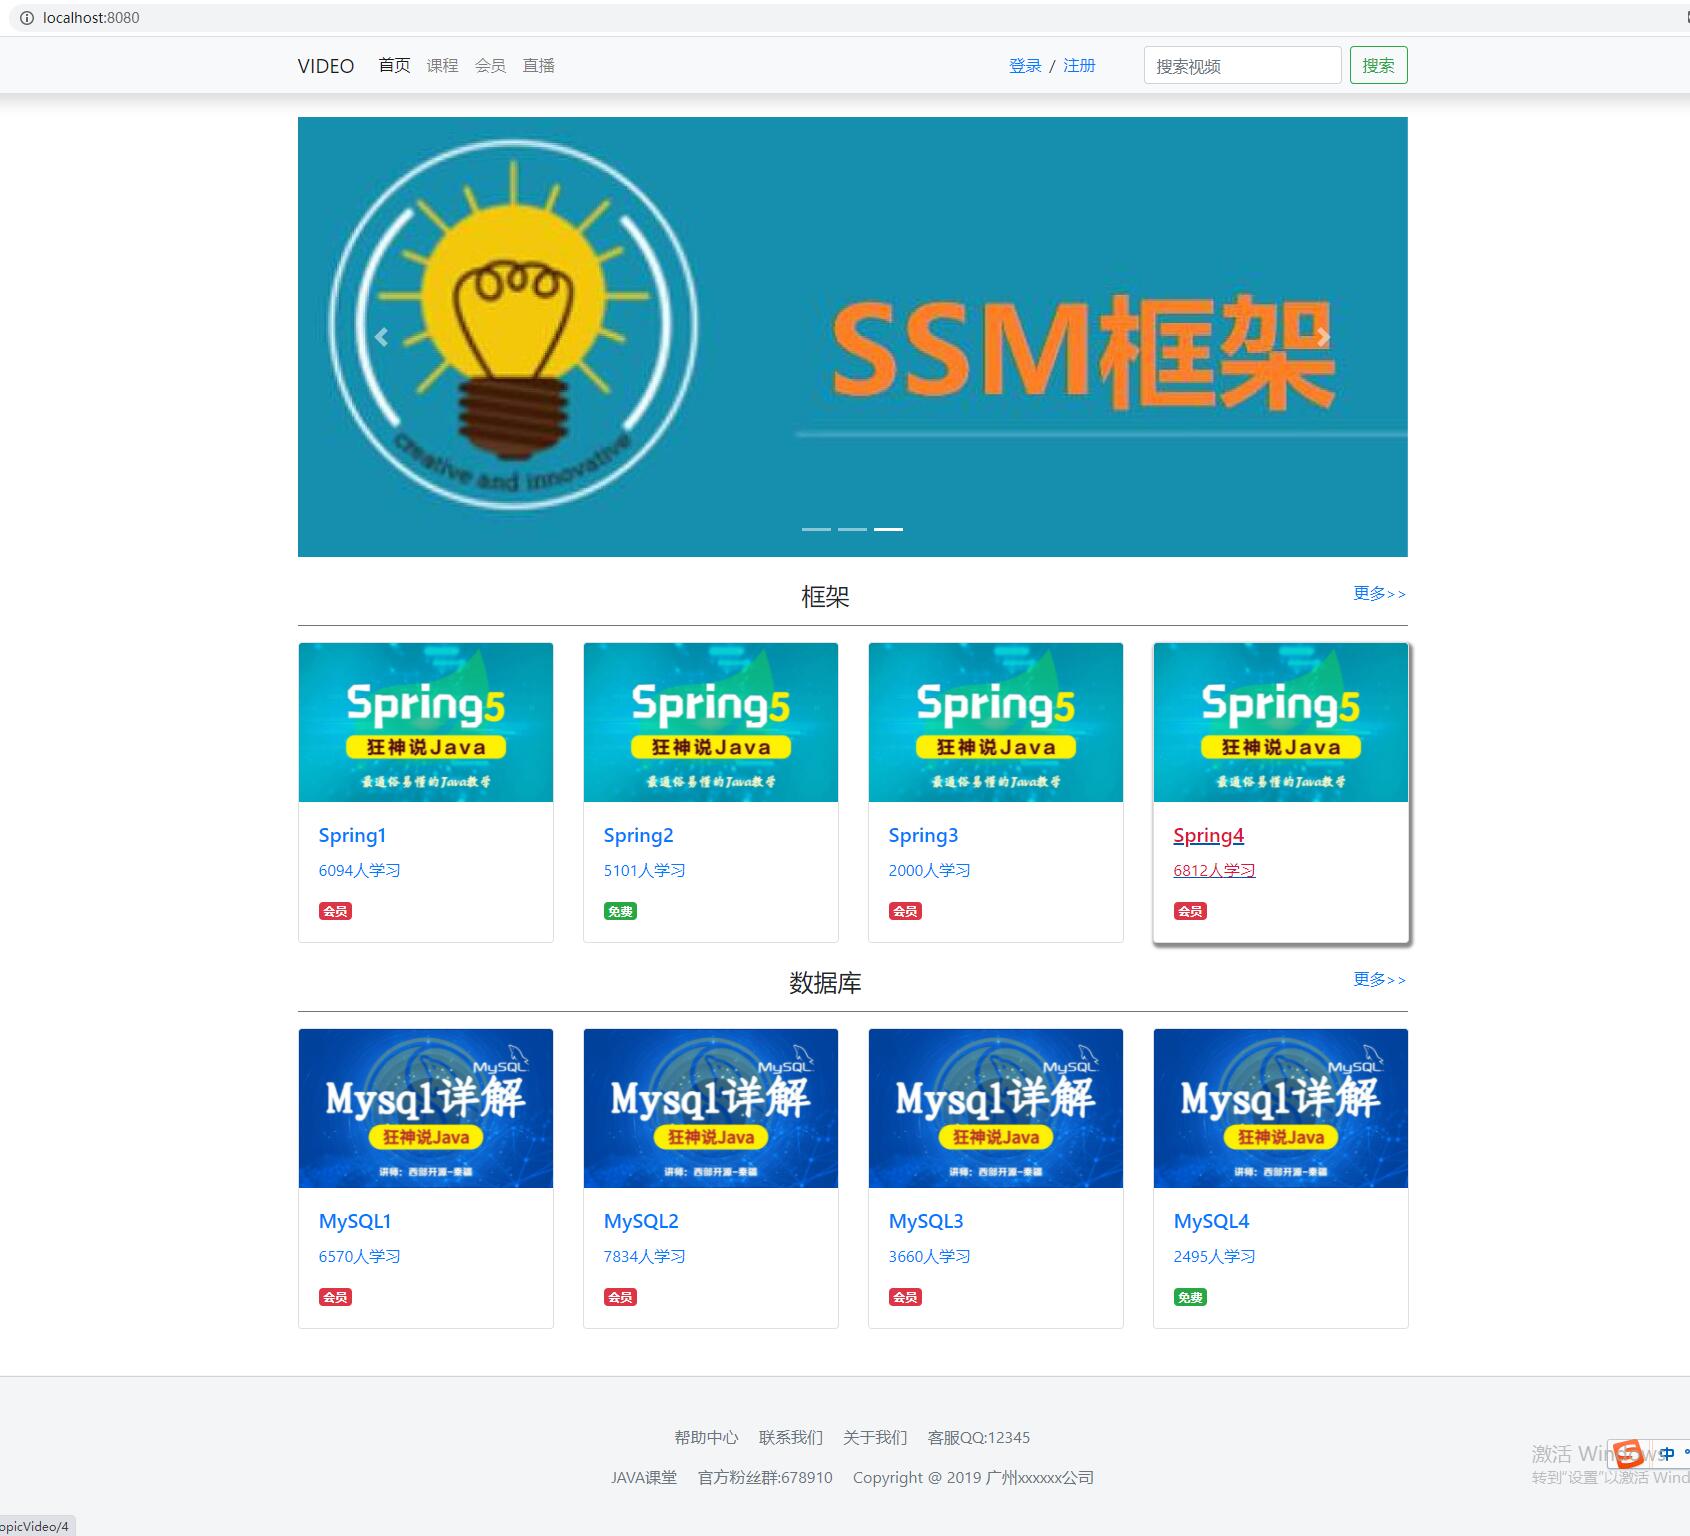 localhost:8080
VIDEO 首页 课程 会员 直播 登录 / 注册 搜索视频 搜索
creative and innovative
SSM框架
框架 更多>>
Spring5 Spring5 Spring5 Spring5
狂神说Java 狂神说Java 狂神说Java 狂神说Java
最通俗易懂的Java教学 最通俗易懂的Java教学 最通俗易懂的Java教学 最通俗易懂的Java教学
Spring1 Spring2 Spring3 Spring4
6094人学习 5101人学习 2000人学习 6812人学习
会员 免费 会员 会员
数据库 更多>>
MySQL MySQL MySQL MySQL
Mysql详解 Mysql详解 Mysql详解 Mysql详解
狂神说Java 狂神说Java 狂神说Java 狂神说Java
讲师：西部开源-秦疆 讲师：西部开源-秦疆 讲师：西部开源-秦疆 讲师：西部开源-秦疆
MySQL1 MySQL2 MySQL3 MySQL4
6570人学习 7834人学习 3660人学习 2495人学习
会员 会员 会员 免费
帮助中心 联系我们 关于我们 客服QQ:12345
JAVA课堂 官方粉丝群:678910 Copyright @ 2019 广州xxxxxx公司
激活 Windows
中
转到"设置"以激活 Wind
opicVideo/4